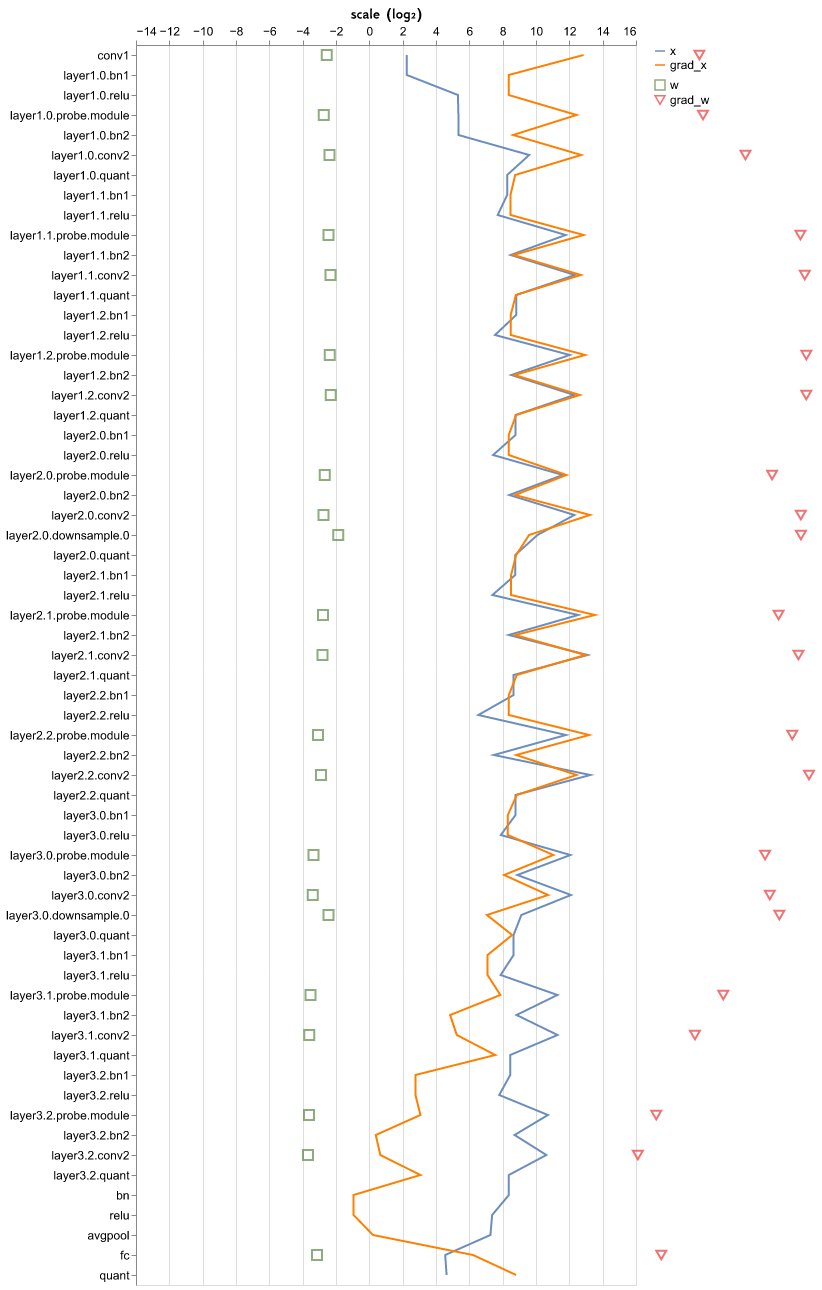 scale (log₂)
−14 −12 −10 −8 −6 −4 −2 0 2 4 6 8 10 12 14 16
x
grad_x
w
grad_w
conv1
layer1.0.bn1
layer1.0.relu
layer1.0.probe.module
layer1.0.bn2
layer1.0.conv2
layer1.0.quant
layer1.1.bn1
layer1.1.relu
layer1.1.probe.module
layer1.1.bn2
layer1.1.conv2
layer1.1.quant
layer1.2.bn1
layer1.2.relu
layer1.2.probe.module
layer1.2.bn2
layer1.2.conv2
layer1.2.quant
layer2.0.bn1
layer2.0.relu
layer2.0.probe.module
layer2.0.bn2
layer2.0.conv2
layer2.0.downsample.0
layer2.0.quant
layer2.1.bn1
layer2.1.relu
layer2.1.probe.module
layer2.1.bn2
layer2.1.conv2
layer2.1.quant
layer2.2.bn1
layer2.2.relu
layer2.2.probe.module
layer2.2.bn2
layer2.2.conv2
layer2.2.quant
layer3.0.bn1
layer3.0.relu
layer3.0.probe.module
layer3.0.bn2
layer3.0.conv2
layer3.0.downsample.0
layer3.0.quant
layer3.1.bn1
layer3.1.relu
layer3.1.probe.module
layer3.1.bn2
layer3.1.conv2
layer3.1.quant
layer3.2.bn1
layer3.2.relu
layer3.2.probe.module
layer3.2.bn2
layer3.2.conv2
layer3.2.quant
bn
relu
avgpool
fc
quant